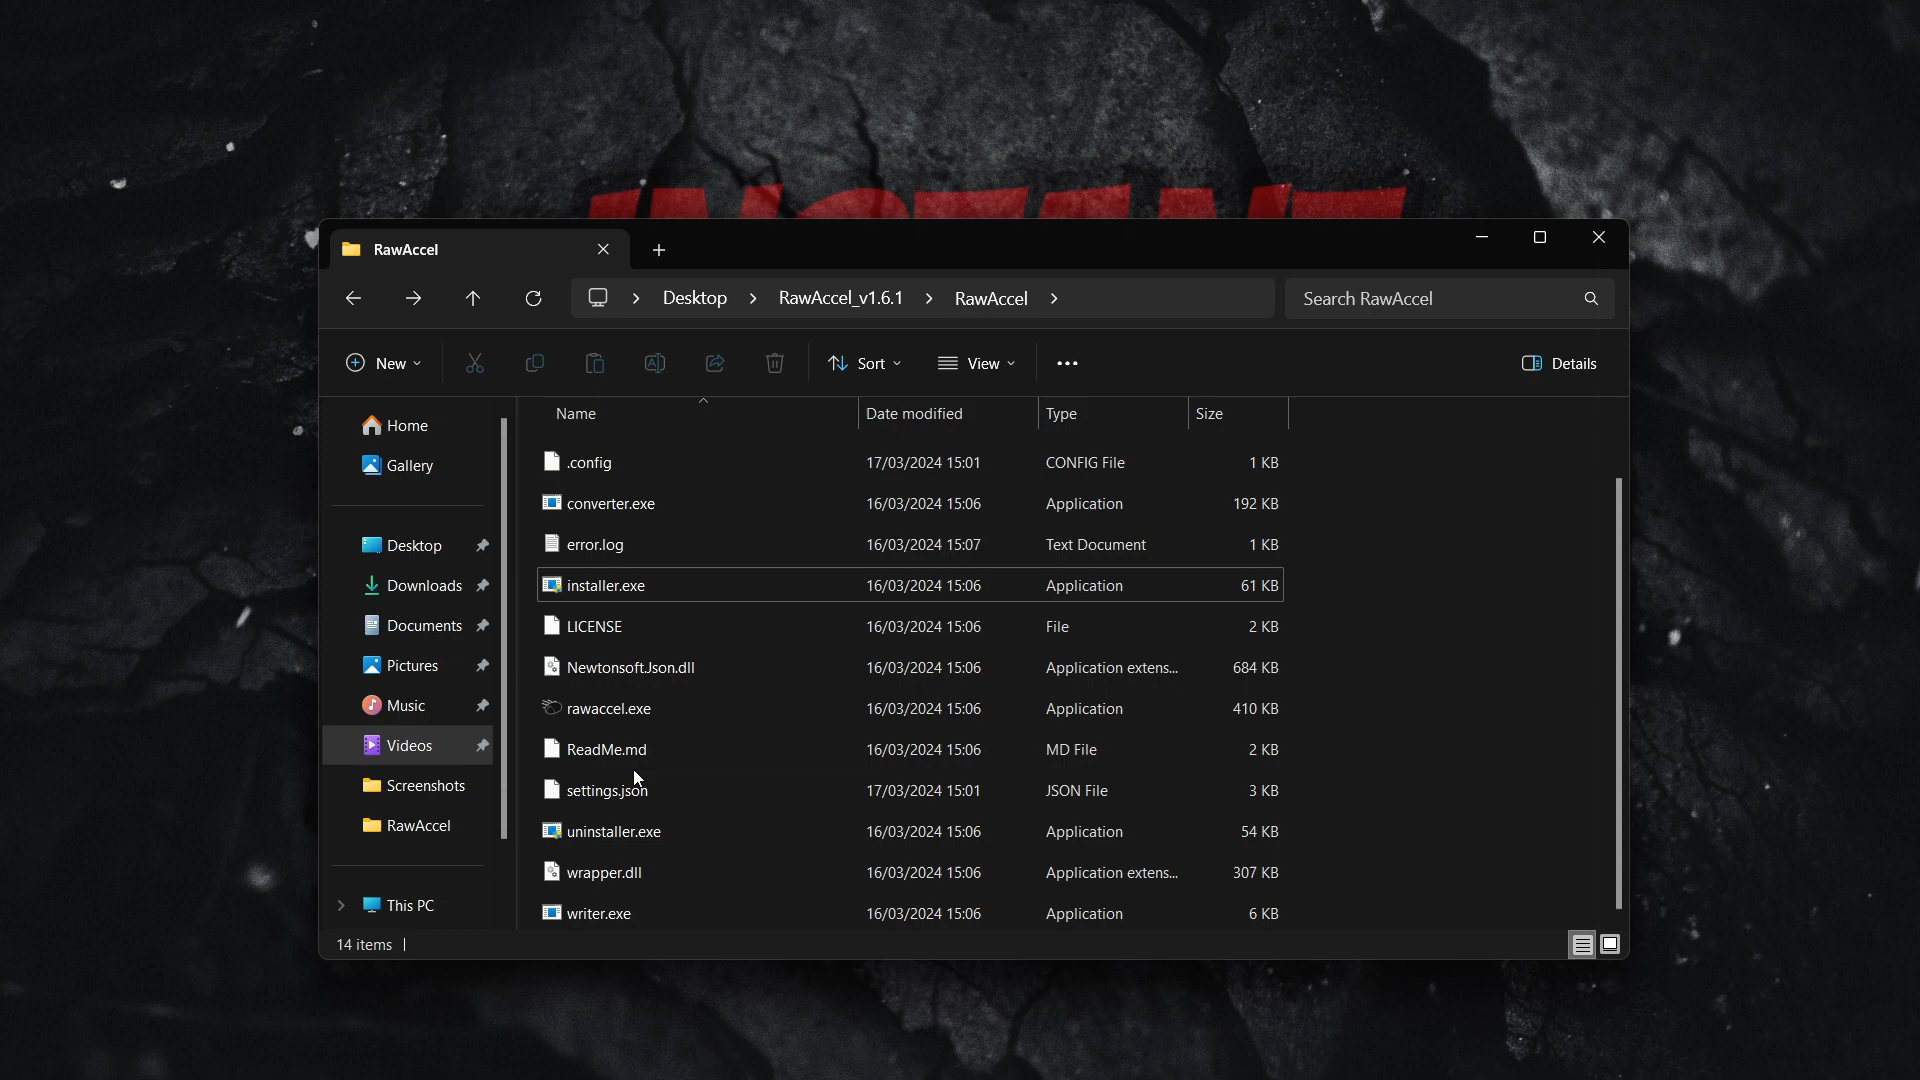 RawAccel
Desktop > RawAccel_v1.6.1 > RawAccel >
Search RawAccel
New
Sort
View
Details
Name Date modified Type Size
Home
Gallery
Desktop
Downloads
Documents
Pictures
Music
Videos
Screenshots
RawAccel
This PC
.config 17/03/2024 15:01 CONFIG File 1 KB
converter.exe 16/03/2024 15:06 Application 192 KB
error.log 16/03/2024 15:07 Text Document 1 KB
installer.exe 16/03/2024 15:06 Application 61 KB
LICENSE 16/03/2024 15:06 File 2 KB
Newtonsoft.Json.dll 16/03/2024 15:06 Application extens... 684 KB
rawaccel.exe 16/03/2024 15:06 Application 410 KB
ReadMe.md 16/03/2024 15:06 MD File 2 KB
settings.json 17/03/2024 15:01 JSON File 3 KB
uninstaller.exe 16/03/2024 15:06 Application 54 KB
wrapper.dll 16/03/2024 15:06 Application extens... 307 KB
writer.exe 16/03/2024 15:06 Application 6 KB
14 items